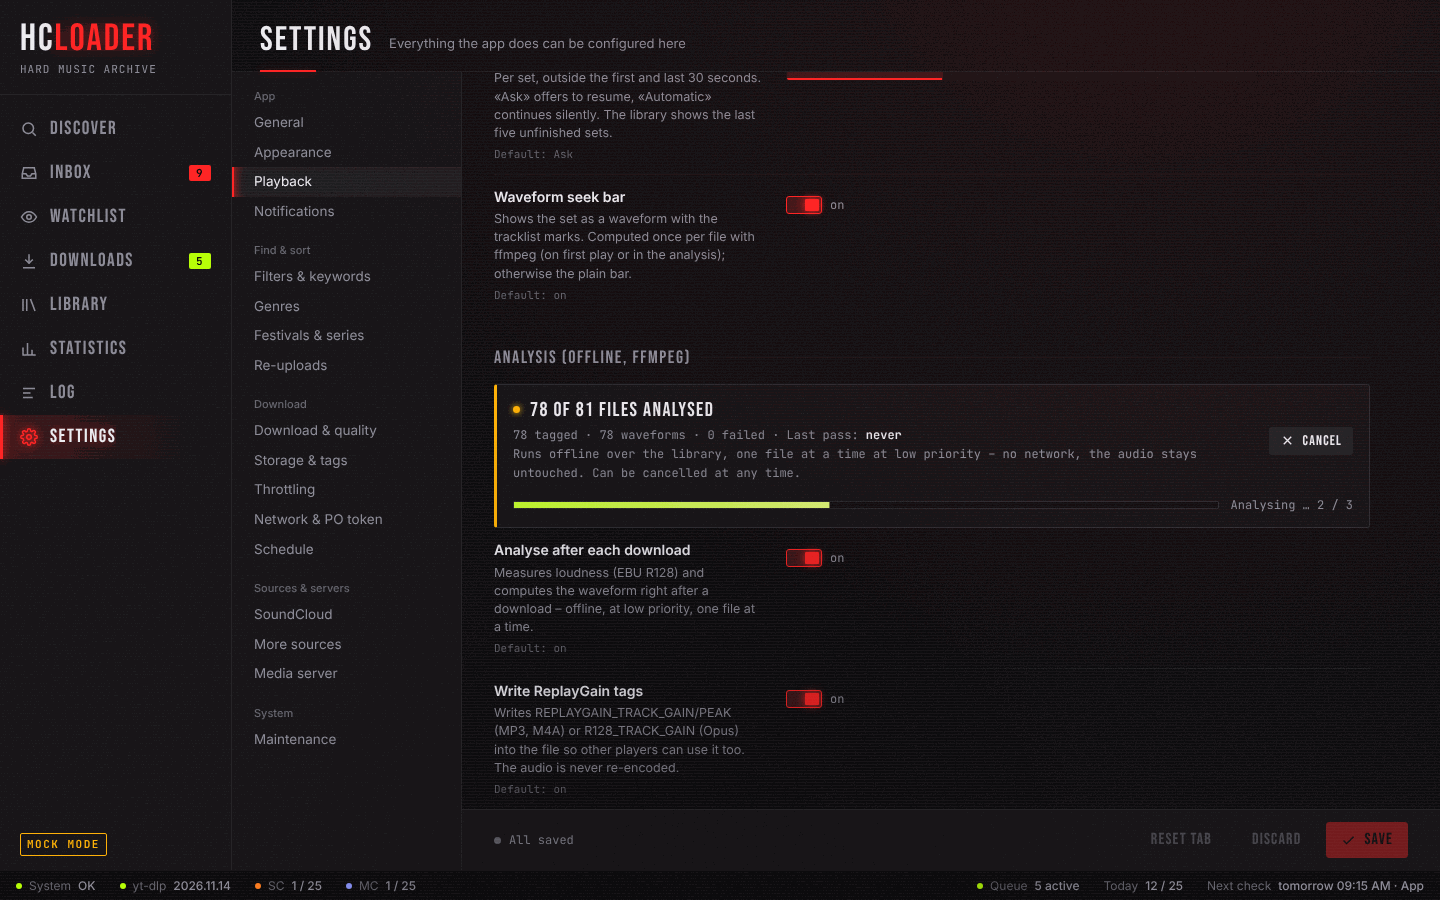 HCLOADER
HARD MUSIC ARCHIVE
DISCOVER
INBOX 9
WATCHLIST
DOWNLOADS 5
LIBRARY
STATISTICS
LOG
SETTINGS
MOCK MODE
SETTINGS Everything the app does can be configured here
App
General
Appearance
Playback
Notifications
Find & sort
Filters & keywords
Genres
Festivals & series
Re-uploads
Download
Download & quality
Storage & tags
Throttling
Network & PO token
Schedule
Sources & servers
SoundCloud
More sources
Media server
System
Maintenance
Per set, outside the first and last 30 seconds.
«Ask» offers to resume, «Automatic»
continues silently. The library shows the last
five unfinished sets.
Default: Ask
Waveform seek bar
on
Shows the set as a waveform with the
tracklist marks. Computed once per file with
ffmpeg (on first play or in the analysis);
otherwise the plain bar.
Default: on
ANALYSIS (OFFLINE, FFMPEG)
78 OF 81 FILES ANALYSED
78 tagged · 78 waveforms · 0 failed · Last pass: never
Runs offline over the library, one file at a time at low priority – no network, the audio stays
untouched. Can be cancelled at any time.
CANCEL
Analysing … 2 / 3
Analyse after each download
on
Measures loudness (EBU R128) and
computes the waveform right after a
download – offline, at low priority, one file at
a time.
Default: on
Write ReplayGain tags
on
Writes REPLAYGAIN_TRACK_GAIN/PEAK
(MP3, M4A) or R128_TRACK_GAIN (Opus)
into the file so other players can use it too.
The audio is never re-encoded.
Default: on
All saved
RESET TAB DISCARD SAVE
System OK yt-dlp 2026.11.14 SC 1 / 25 MC 1 / 25 Queue 5 active Today 12 / 25 Next check tomorrow 09:15 AM · App